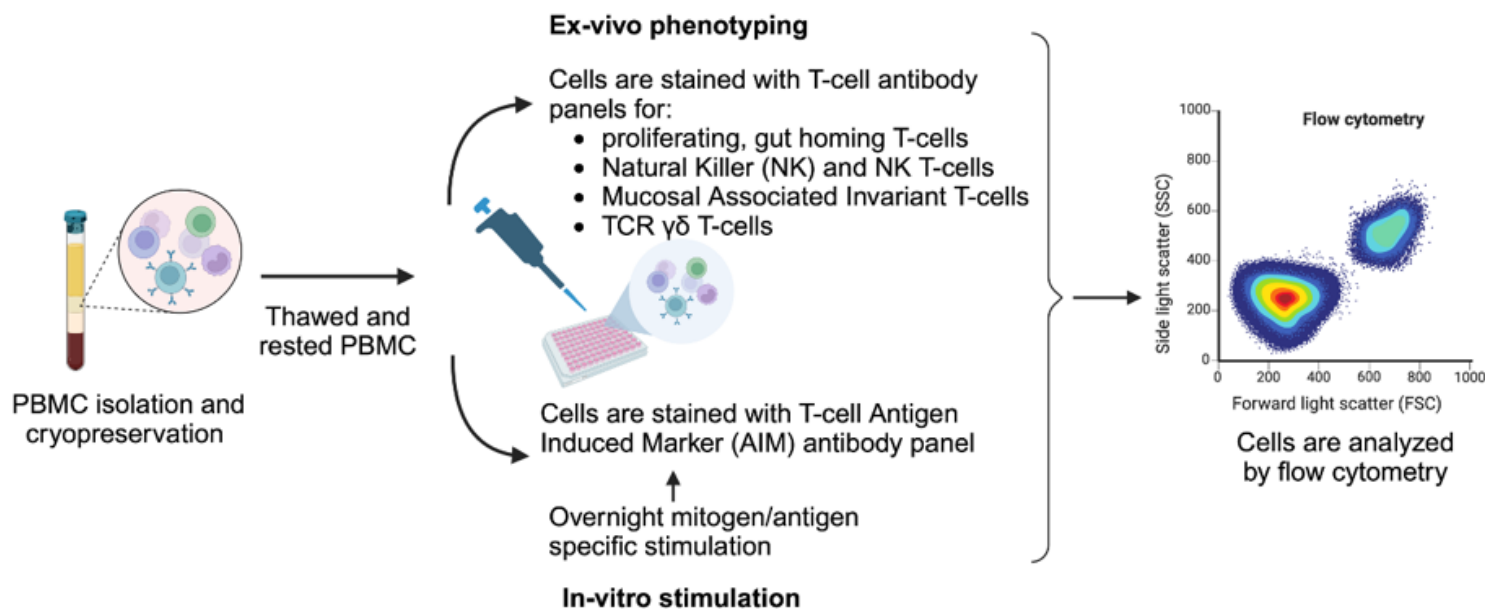 Ex-vivo phenotyping
Cells are stained with T-cell antibody
panels for:
• proliferating, gut homing T-cells
• Natural Killer (NK) and NK T-cells
• Mucosal Associated Invariant T-cells
• TCR γδ T-cells
PBMC isolation and
cryopreservation
Thawed and
rested PBMC
Cells are stained with T-cell Antigen
Induced Marker (AIM) antibody panel
Overnight mitogen/antigen
specific stimulation
In-vitro stimulation
Flow cytometry
Side light scatter (SSC)
1000
800
600
400
200
0
0 200 400 600 800 1000
Forward light scatter (FSC)
Cells are analyzed
by flow cytometry